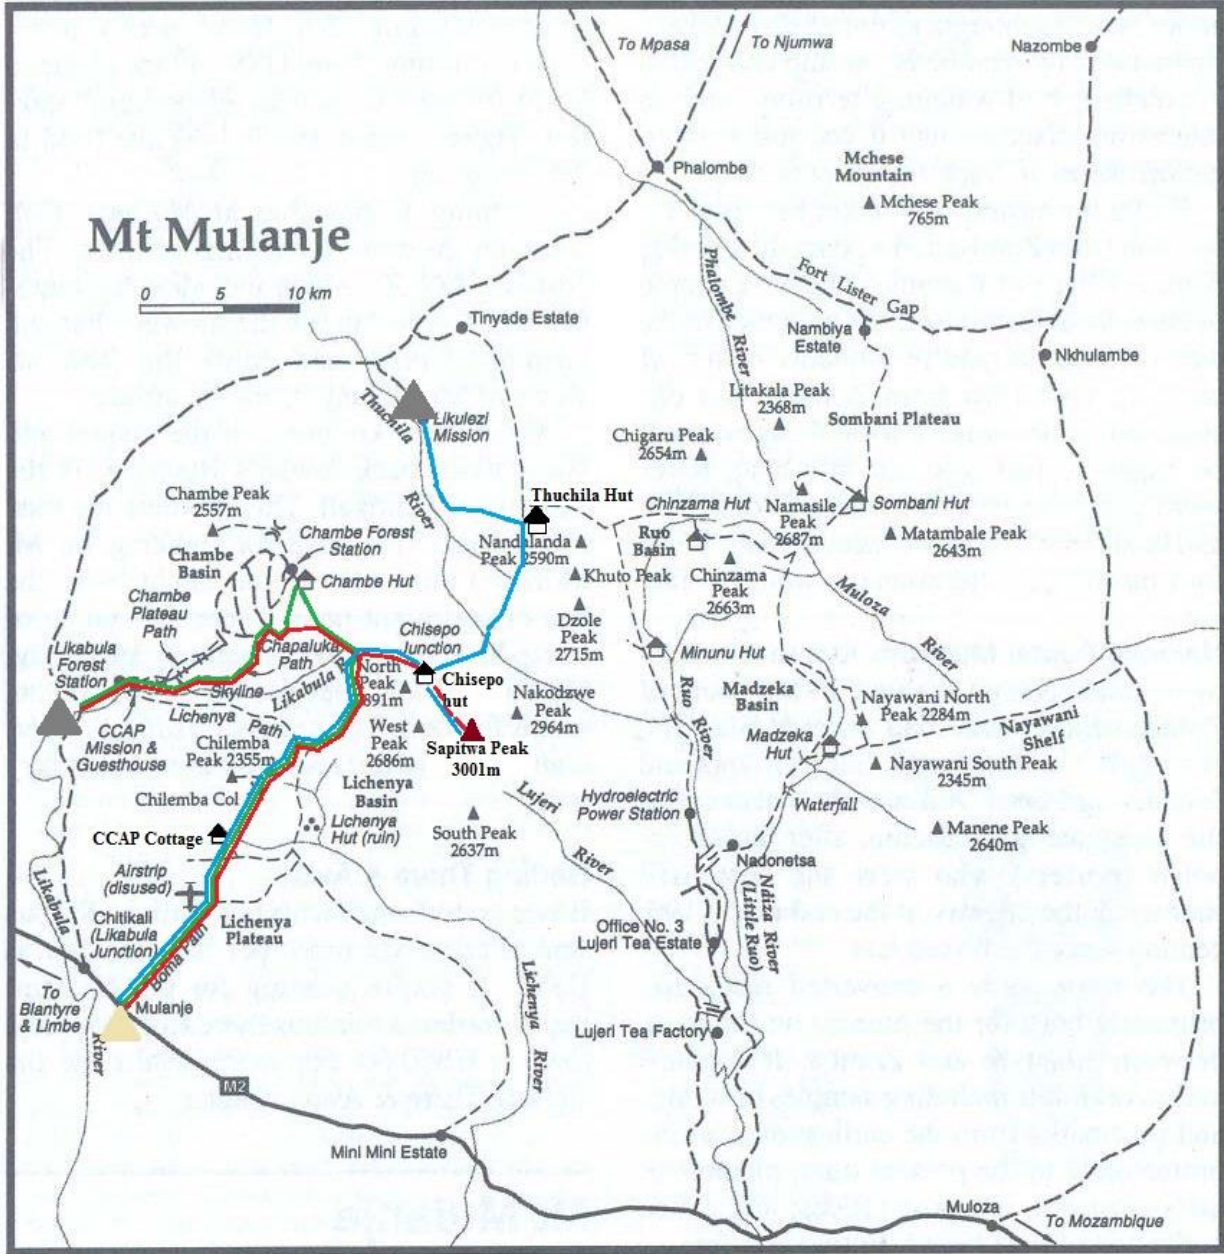 To Mpasa
To Njumwa
Nazombe
Phalombe
Mchese
Mountain
Mchese Peak
765m
Mt Mulanje
0 5 10 km
Phalombe
River
Fort Lister Gap
Tinyade Estate
Nambiya
Estate
Nkhulambe
Thuchila
River
Likulezi
Mission
Litakala Peak
2368m
Sombani Plateau
Chigaru Peak
2654m
Chambe Peak
2557m
Thuchila Hut
Chinzama Hut
Namasile
Peak
2687m
Sombani Hut
Chambe Forest
Station
Nandalanda
Peak 2590m
Ruo
Basin
Matambale Peak
2643m
Chambe
Basin
Chambe Hut
Khuto Peak
Chinzama
Peak
2663m
Muloza
River
Chambe
Plateau
Path
Dzole
Peak
2715m
Likabula
Forest
Station
Chapaluka
Path
Chisepo
Junction
Minunu Hut
Skyline
Likabula
North
Peak
891m
Chisepo
hut
Nakodzwe
Peak
2964m
Ruo
River
Madzeka
Basin
Nayawani North
Peak 2284m
Nayawani
Shelf
Lichenya
Path
CCAP
Mission &
Guesthouse
Chilemba
Peak 2355m
West
Peak
2686m
Sapitwa Peak
3001m
Madzeka
Hut
Nayawani South Peak
2345m
Chilemba Col
Lichenya
Basin
Lujeri
River
Hydroelectric
Power Station
Waterfall
Lichenya
Hut (ruin)
South Peak
2637m
Manene Peak
2640m
CCAP Cottage
Nadonetsa
Airstrip
(disused)
Likabula
River
Chitikali
(Likabula
Junction)
Lichenya
Plateau
Boma Path
Office No. 3
Lujeri Tea Estate
Nziza River
(Little Ruo)
To
Blantyre
& Limbe
Mulanje
Lichenya
River
Lujeri Tea Factory
M2
Mini Mini Estate
Muloza
To Mozambique